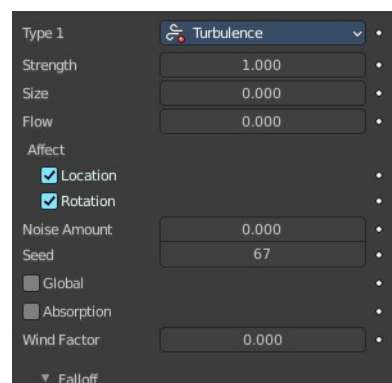 Type 1 Turbulence
Strength 1.000
Size 0.000
Flow 0.000
Affect
Location
Rotation
Noise Amount 0.000
Seed 67
Global
Absorption
Wind Factor 0.000
Falloff